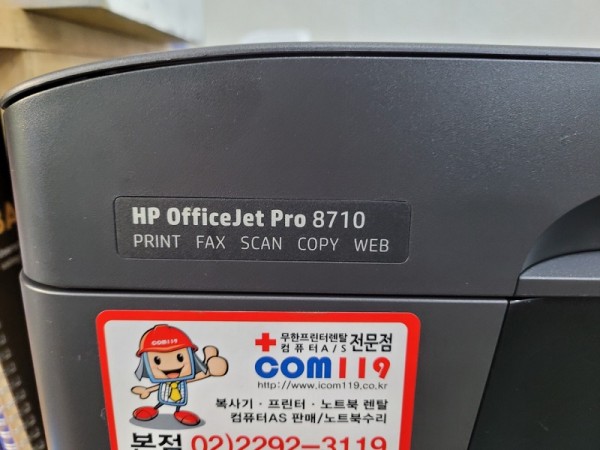 HP OfficeJet Pro 8710
PRINT FAX SCAN COPY WEB
COM119
무한프린터렌탈
컴퓨터A/S 전문점
com119
http://www.icom119.co.kr
복사기 · 프린터 · 노트북 렌탈
컴퓨터AS 판매/노트북수리
본점 02)2292-3119